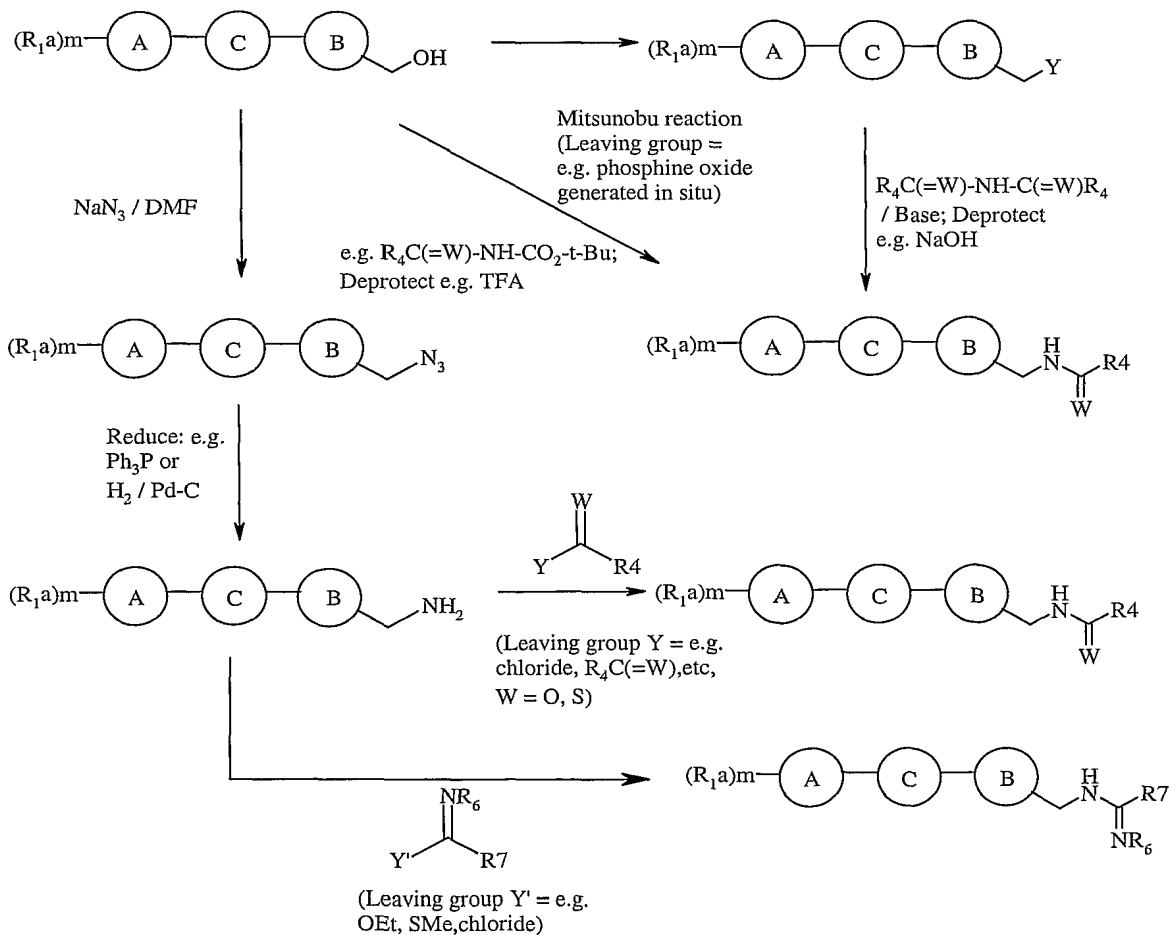 (R₁a)m A C B OH
(R₁a)m A C B Y
Mitsunobu reaction
(Leaving group =
e.g. phosphine oxide
generated in situ)
NaN₃ / DMF
R₄C(=W)-NH-C(=W)R₄
/ Base; Deprotect
e.g. NaOH
e.g. R₄C(=W)-NH-CO₂-t-Bu;
Deprotect e.g. TFA
(R₁a)m A C B N₃
(R₁a)m A C B H N R4 W
Reduce: e.g.
Ph₃P or
H₂ / Pd-C
W
Y R4
(R₁a)m A C B NH₂
(R₁a)m A C B H N R4 W
(Leaving group Y = e.g.
chloride, R₄C(=W),etc,
W = O, S)
(R₁a)m A C B H N R7 NR₆
NR₆
Y' R7
(Leaving group Y' = e.g.
OEt, SMe,chloride)